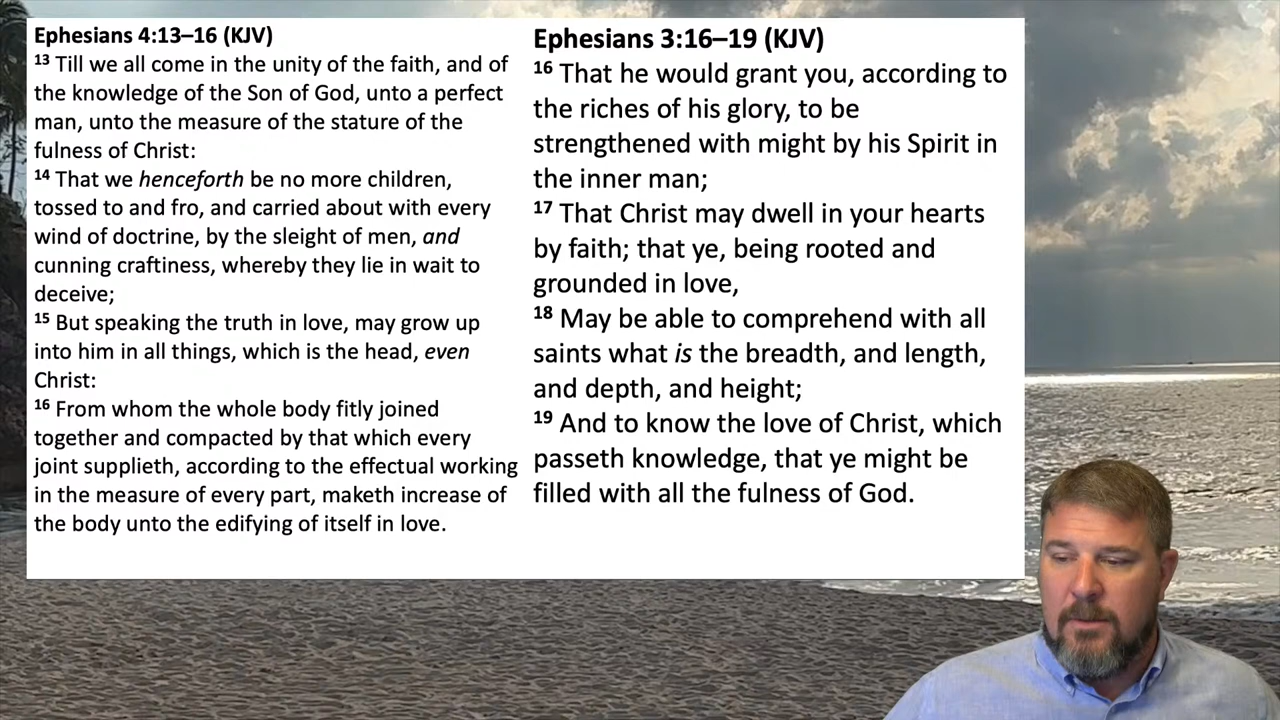 Ephesians 4:13–16 (KJV)
13 Till we all come in the unity of the faith, and of
the knowledge of the Son of God, unto a perfect
man, unto the measure of the stature of the
fulness of Christ:
14 That we henceforth be no more children,
tossed to and fro, and carried about with every
wind of doctrine, by the sleight of men, and
cunning craftiness, whereby they lie in wait to
deceive;
15 But speaking the truth in love, may grow up
into him in all things, which is the head, even
Christ:
16 From whom the whole body fitly joined
together and compacted by that which every
joint supplieth, according to the effectual working
in the measure of every part, maketh increase of
the body unto the edifying of itself in love.
Ephesians 3:16–19 (KJV)
16 That he would grant you, according to
the riches of his glory, to be
strengthened with might by his Spirit in
the inner man;
17 That Christ may dwell in your hearts
by faith; that ye, being rooted and
grounded in love,
18 May be able to comprehend with all
saints what is the breadth, and length,
and depth, and height;
19 And to know the love of Christ, which
passeth knowledge, that ye might be
filled with all the fulness of God.